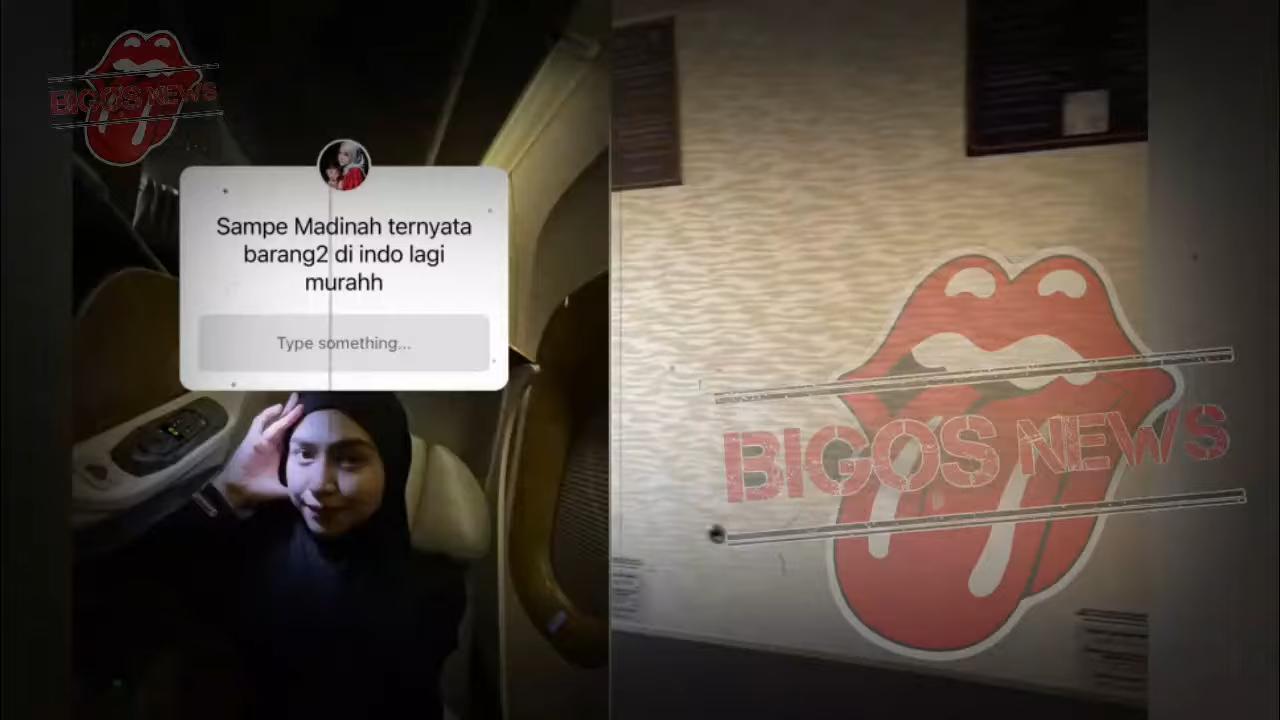 BIGOS NEWS
Sampe Madinah ternyata
barang2 di indo lagi
murahh
Type something...
BIGOS NEWS